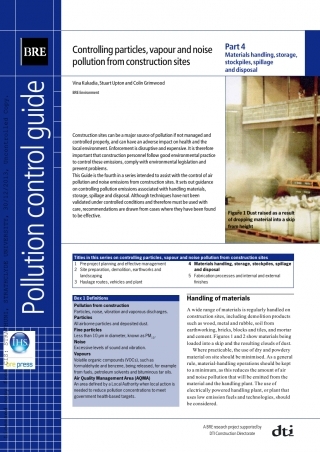 BRE
Pollution control guide
Controlling particles, vapour and noise
pollution from construction sites
Vina Kukadia, Stuart Upton and Colin Grimwood
BRE Environment
Part 4
Materials handling, storage,
stockpiles, spillage
and disposal
Construction sites can be a major source of pollution if not managed and
controlled properly, and can have an adverse impact on health and the
local environment. Enforcement is disruptive and expensive. It is therefore
important that construction personnel follow good environmental practice
to control these emissions, comply with environmental legislation and
prevent problems.
This Guide is the fourth in a series intended to assist with the control of air
pollution and noise emissions from construction sites. It sets out guidance
on controlling pollution emissions associated with handling materials,
storage, spillage and disposal. Although techniques have not been
validated under controlled conditions and therefore must be used with
care, recommendations are drawn from cases where they have been found
to be effective.
Figure 1 Dust raised as a result
of dropping material into a skip
from height
Titles in this series on controlling particles, vapour and noise pollution from construction sites
1 Pre-project planning and effective management
2 Site preparation, demolition, earthworks and
landscaping
3 Haulage routes, vehicles and plant
4 Materials handling, storage, stockpiles, spillage
and disposal
5 Fabrication processes and internal and external
finishes
Box 1 Definitions
Pollution from construction
Particles, noise, vibration and vapour discharges.
Particles
All airborne particles and deposited dust.
Fine particles
Less than 10 µm in diameter, known as PM10.
Noise
Excessive levels of sound and vibration.
Vapours
Volatile organic compounds (VOCs), such as
formaldehyde and benzene, being released, for example
from fuels, paint/resin solvents and bituminous tar oils.
Air Quality Management Area (AQMA)
An area defined by a Local Authority when local action is
needed to reduce pollution concentrations to meet
government health-based targets.
Handling of materials
A wide range of materials is regularly handled on
construction sites, including demolition products
such as wood, metal and rubble, soil from
earthworking, bricks, blocks and tiles, and mortar
and cement. Figures 1 and 2 show materials being
loaded into a skip and the resulting clouds of dust.
Where practicable, the use of dry and powdery
material on site should be minimised. As a general
rule, material-handling operations should be kept
to a minimum, as this reduces the amount of air
and noise pollution that will be emitted from the
material and the handling plant. The use of
electrically powered handling plant, or plant that
uses low emission fuels and technologies, should
be considered.
IHS
press
A BRE research project supported by
DTI Construction Directorate
dti